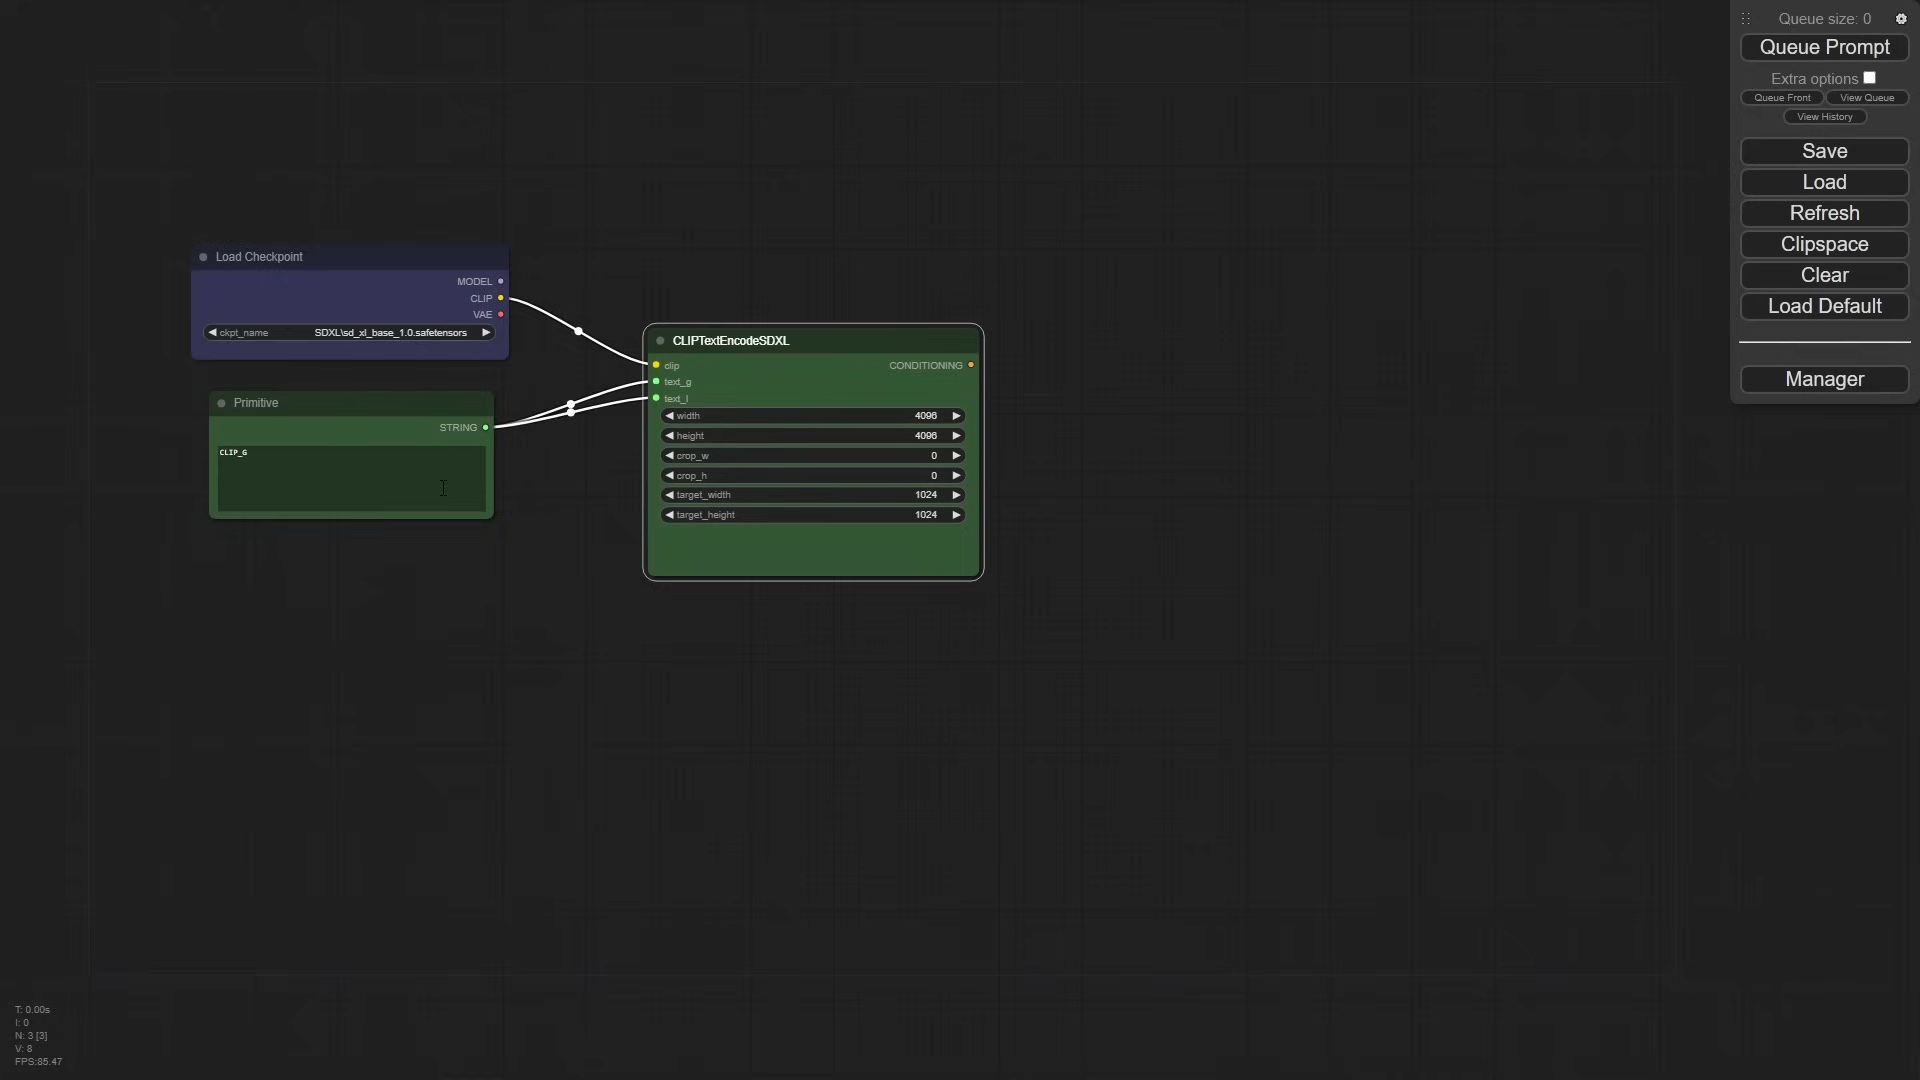 Queue size: 0
Queue Prompt
Extra options
Queue Front
View Queue
View History
Save
Load
Refresh
Clipspace
Clear
Load Default
Manager
Load Checkpoint
MODEL
CLIP
VAE
ckpt_name SDXL\sd_xl_base_1.0.safetensors
Primitive
STRING
CLIP_G
CLIPTextEncodeSDXL
clip CONDITIONING
text_g
text_l
width 4096
height 4096
crop_w 0
crop_h 0
target_width 1024
target_height 1024
T: 0.00s
I: 0
N: 3 [3]
V: 8
FPS:85.47